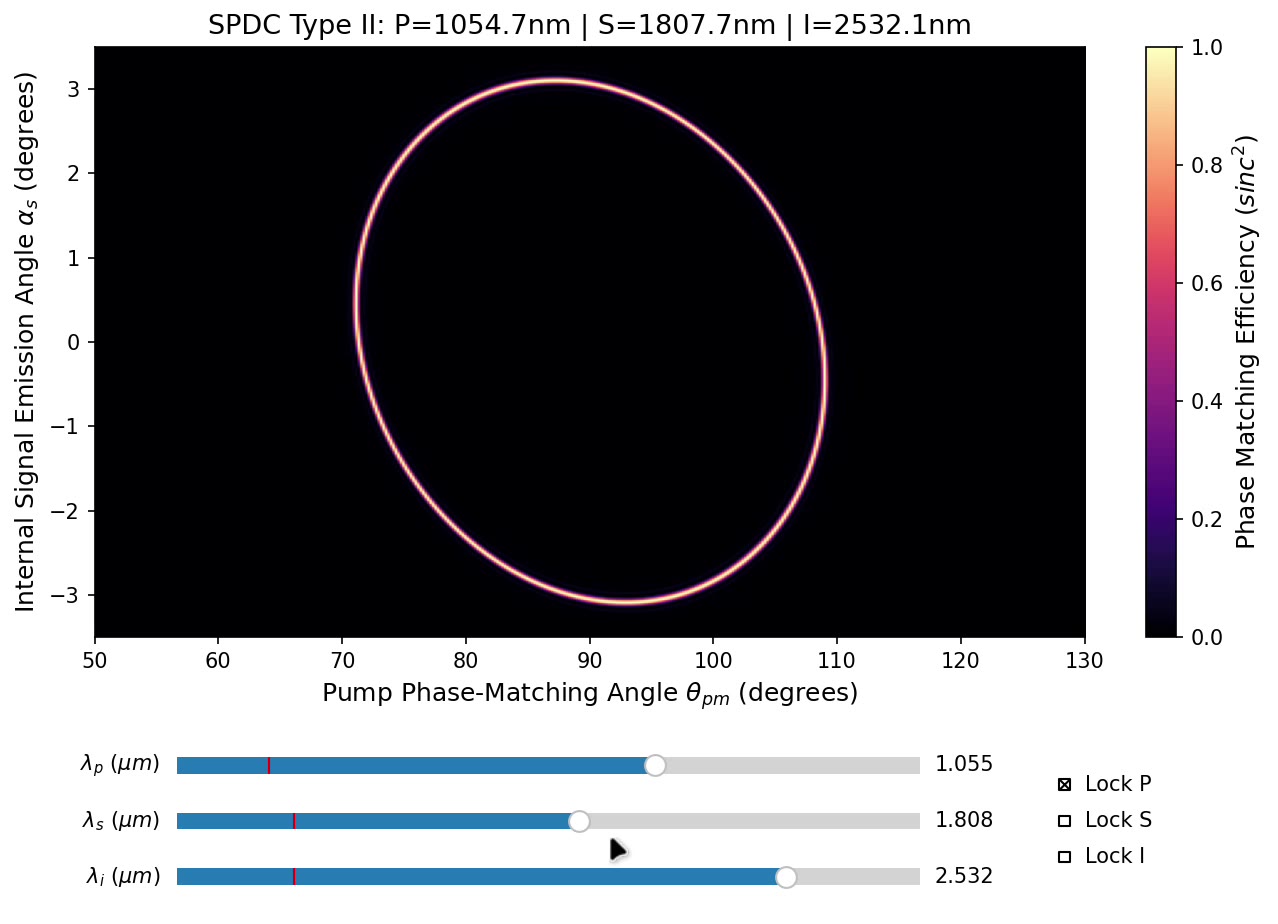 SPDC Type II: P=1054.7nm | S=1807.7nm | I=2532.1nm
Internal Signal Emission Angle αₛ (degrees)
3
2
1
0
−1
−2
−3
50 60 70 80 90 100 110 120 130
Pump Phase-Matching Angle θₚₘ (degrees)
1.0
0.8
0.6
0.4
0.2
0.0
Phase Matching Efficiency (sinc²)
λₚ (μm) 1.055
λₛ (μm) 1.808
λᵢ (μm) 2.532
Lock P
Lock S
Lock I